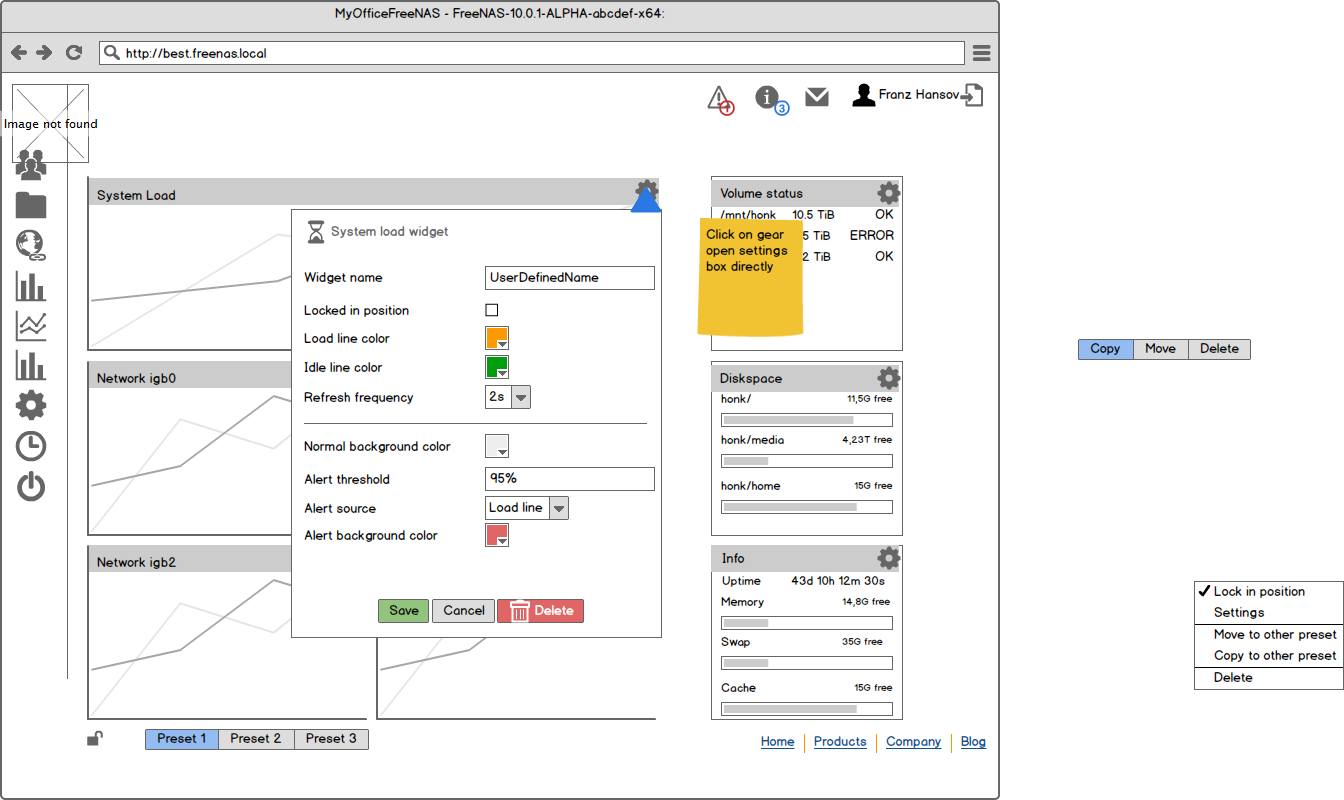 MyOfficeFreeNAS - FreeNAS-10.0.1-ALPHA-abcdef-x64:
http://best.freenas.local
Image not found
3
Franz Hansov
System Load
System load widget
Widget name
UserDefinedName
Locked in position
Load line color
Idle line color
Refresh frequency
2s
Normal background color
Alert threshold
95%
Alert source
Load line
Alert background color
Save
Cancel
Delete
Network igb0
Network igb2
Volume status
/mnt/honk 10.5 TiB OK
5 TiB ERROR
2 TiB OK
Click on gear
open settings
box directly
Diskspace
honk/ 11,5G free
honk/media 4,23T free
honk/home 15G free
Info
Uptime 43d 10h 12m 30s
Memory 14,8G free
Swap 35G free
Cache 15G free
Preset 1 Preset 2 Preset 3
Home Products Company Blog
Copy Move Delete
Lock in position
Settings
Move to other preset
Copy to other preset
Delete